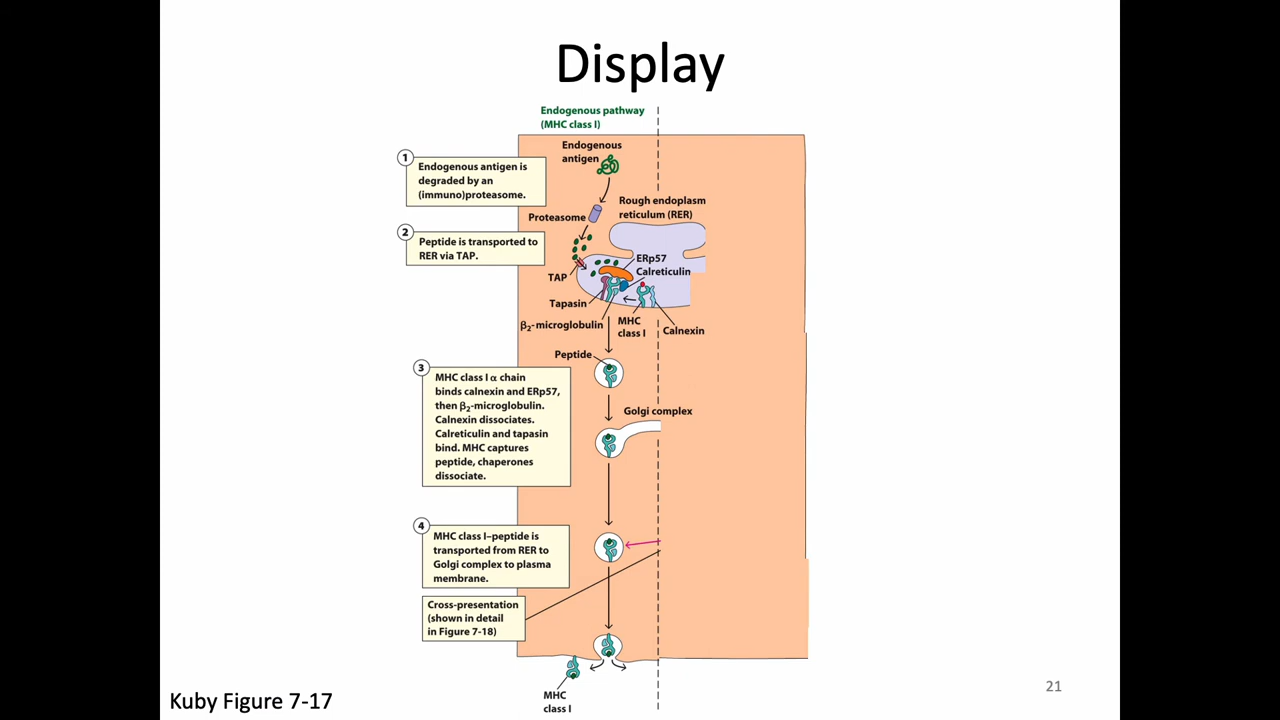 Display
Endogenous pathway
(MHC class I)
Endogenous
antigen
1
Endogenous antigen is
degraded by an
(immuno)proteasome.
Rough endoplasm
reticulum (RER)
Proteasome
2
Peptide is transported to
RER via TAP.
ERp57
Calreticulin
TAP
Tapasin
β₂-microglobulin
MHC
class I
Calnexin
Peptide
3
MHC class I α chain
binds calnexin and ERp57,
then β₂-microglobulin.
Calnexin dissociates.
Calreticulin and tapasin
bind. MHC captures
peptide, chaperones
dissociate.
Golgi complex
4
MHC class I–peptide is
transported from RER to
Golgi complex to plasma
membrane.
Cross-presentation
(shown in detail
in Figure 7-18)
MHC
class I
Kuby Figure 7-17
21